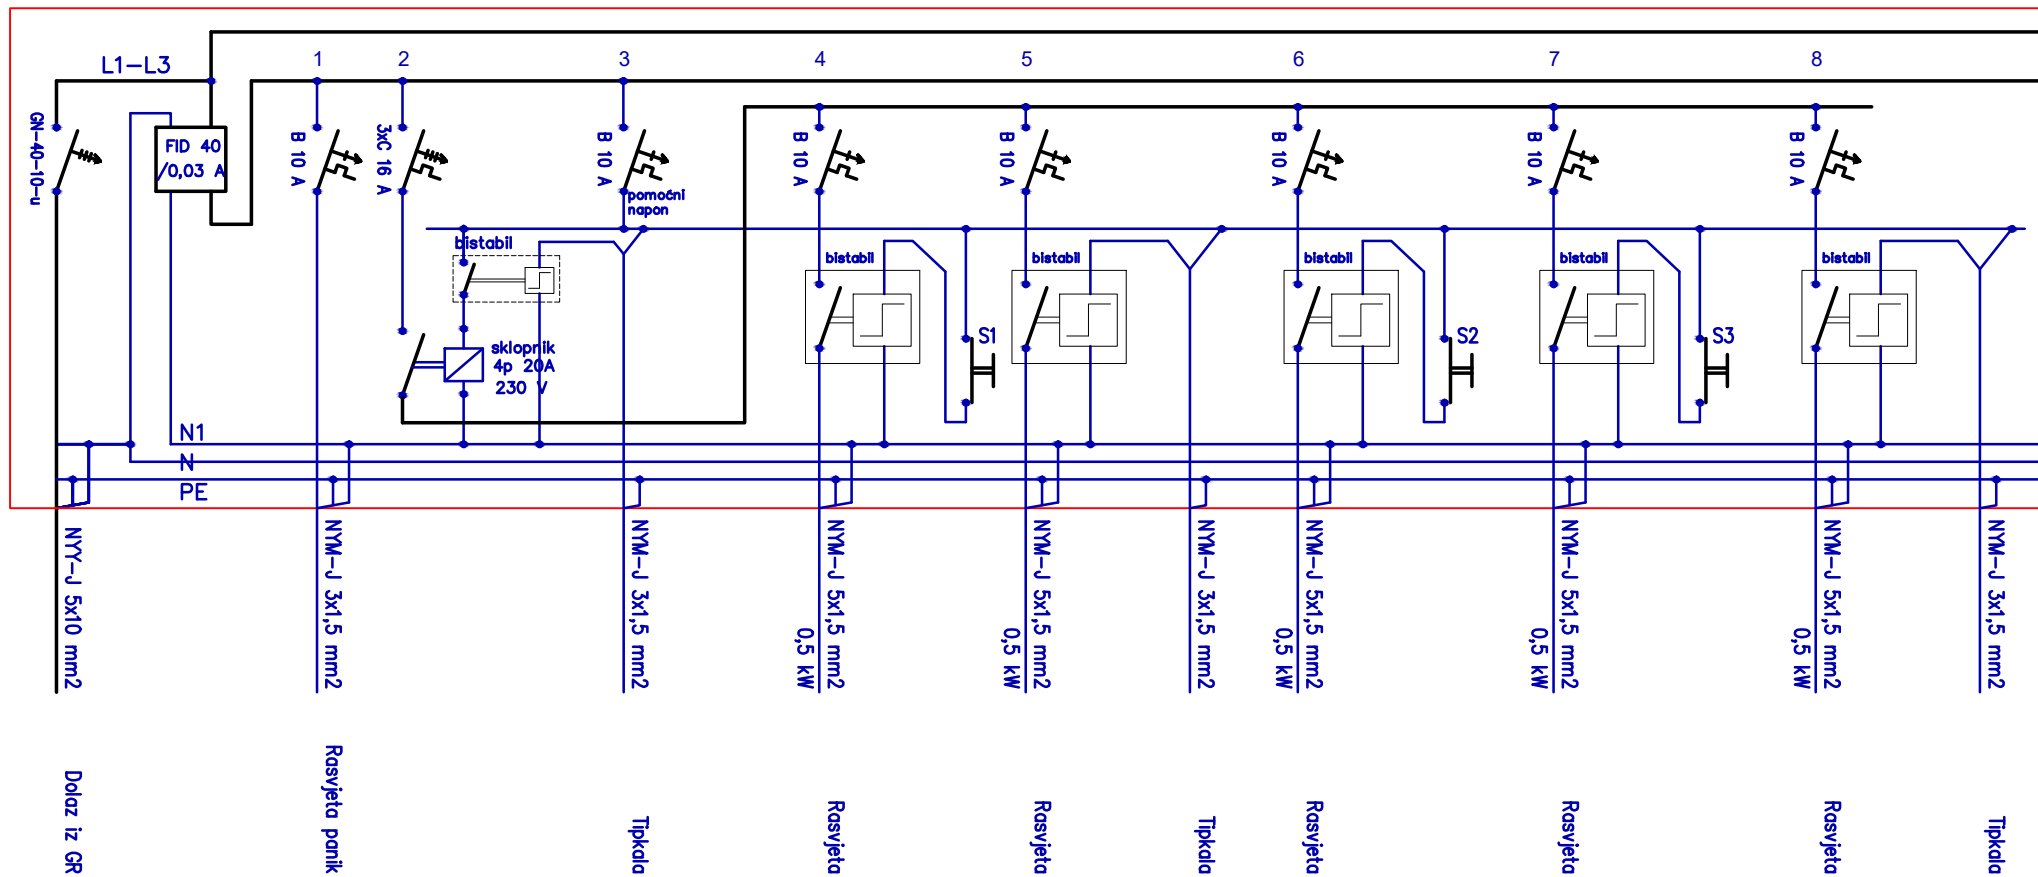 1
2
3
4
5
6
7
8
L1-L3
GN-40-10-u
FID 40
/0,03 A
B 10 A
3xC 16 A
B 10 A
B 10 A
B 10 A
B 10 A
B 10 A
B 10 A
pomoćni
napon
bistabil
bistabil
bistabil
bistabil
bistabil
bistabil
sklopnik
4p 20A
230 V
S1
S2
S3
N1
N
PE
NYY-J 5x10 mm2
NYM-J 3x1,5 mm2
NYM-J 3x1,5 mm2
NYM-J 5x1,5 mm2
0,5 kW
NYM-J 5x1,5 mm2
0,5 kW
NYM-J 3x1,5 mm2
NYM-J 5x1,5 mm2
0,5 kW
NYM-J 5x1,5 mm2
0,5 kW
NYM-J 5x1,5 mm2
0,5 kW
NYM-J 3x1,5 mm2
Dolaz iz GR
Rasvjeta panik
Tipkala
Rasvjeta
Rasvjeta
Tipkala
Rasvjeta
Rasvjeta
Rasvjeta
Tipkala